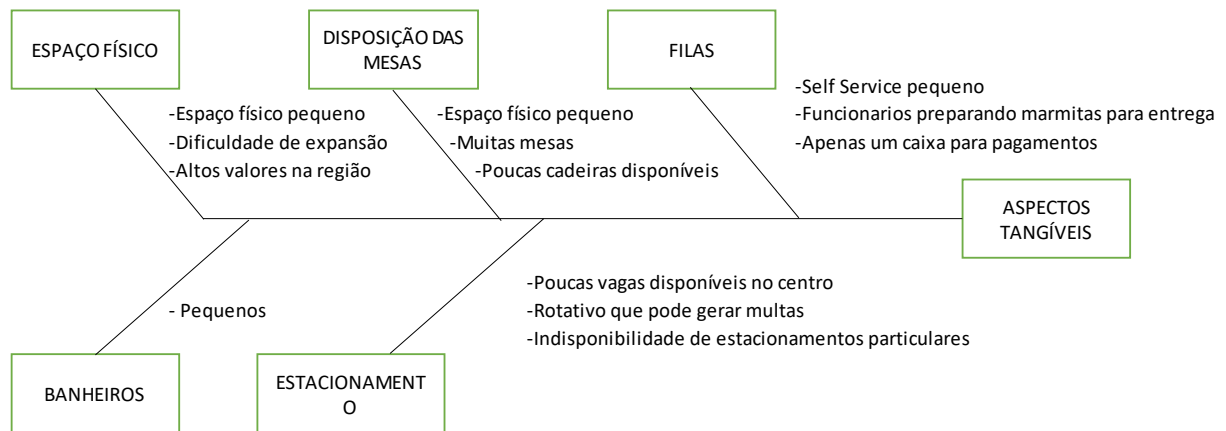 ESPAÇO FÍSICO
-Espaço físico pequeno
-Dificuldade de expansão
-Altos valores na região
DISPOSIÇÃO DAS
MESAS
-Espaço físico pequeno
-Muitas mesas
-Poucas cadeiras disponíveis
FILAS
-Self Service pequeno
-Funcionarios preparando marmitas para entrega
-Apenas um caixa para pagamentos
ASPECTOS
TANGÍVEIS
- Pequenos
BANHEIROS
-Poucas vagas disponíveis no centro
-Rotativo que pode gerar multas
-Indisponibilidade de estacionamentos particulares
ESTACIONAMENT
O